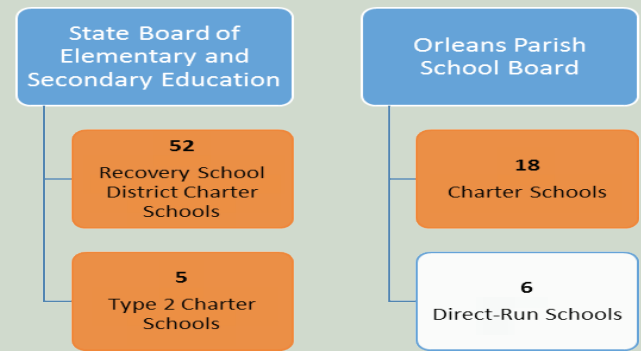 State Board of
Elementary and
Secondary Education
52
Recovery School
District Charter
Schools
5
Type 2 Charter
Schools
Orleans Parish
School Board
18
Charter Schools
6
Direct-Run Schools